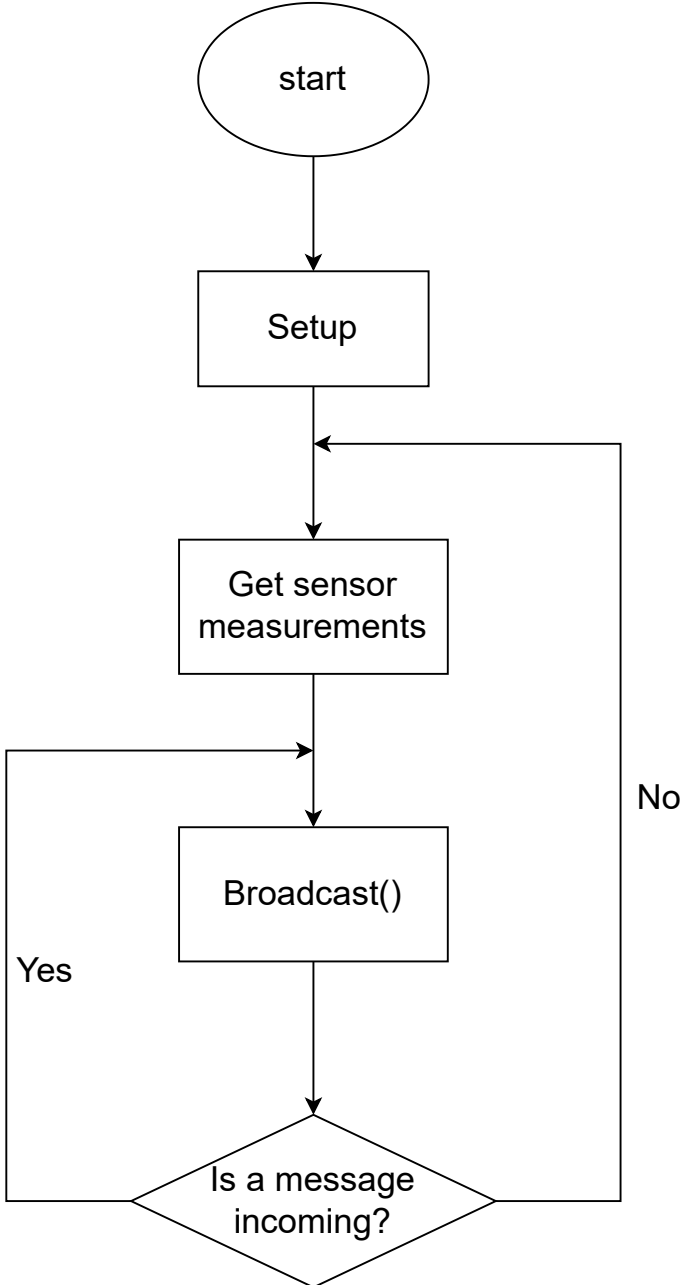 start
Setup
Get sensor
measurements
No
Broadcast()
Yes
Is a message
incoming?